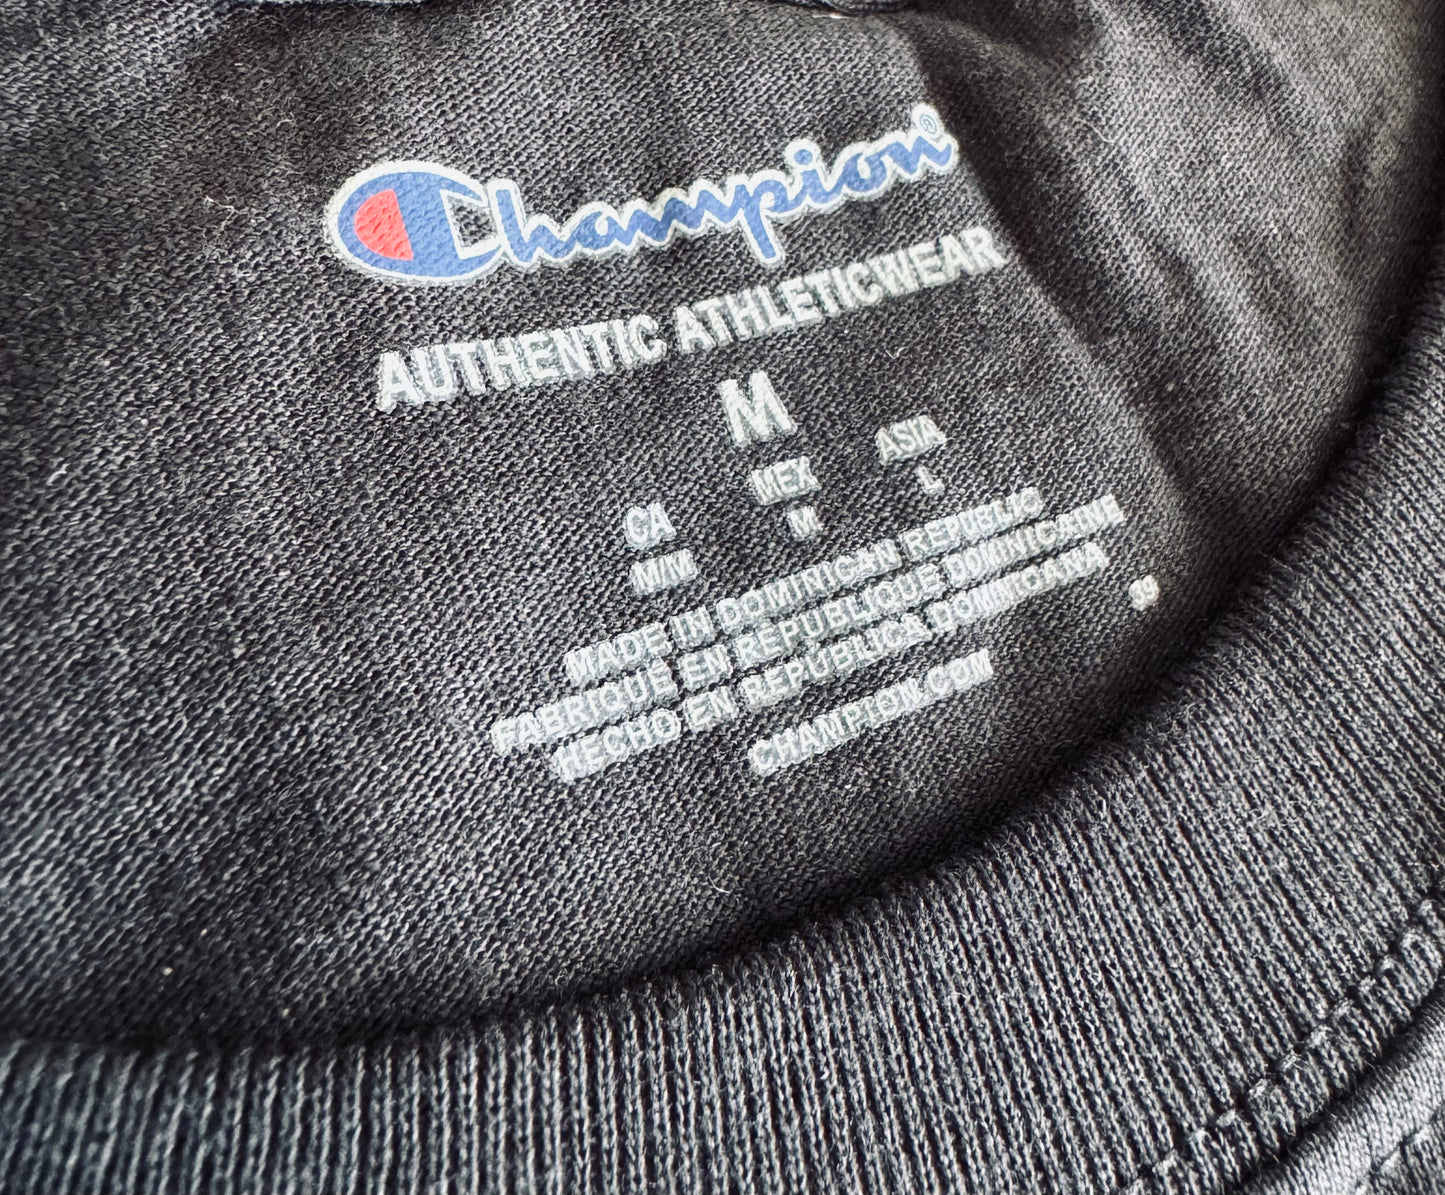 Champion®
AUTHENTIC ATHLETICWEAR
M
CA MEX ASIA
M/M M L
MADE IN DOMINICAN REPUBLIC
FABRIQUÉ EN RÉPUBLIQUE DOMINICAINE
HECHO EN REPÚBLICA DOMINICANA
CHAMPION.COM